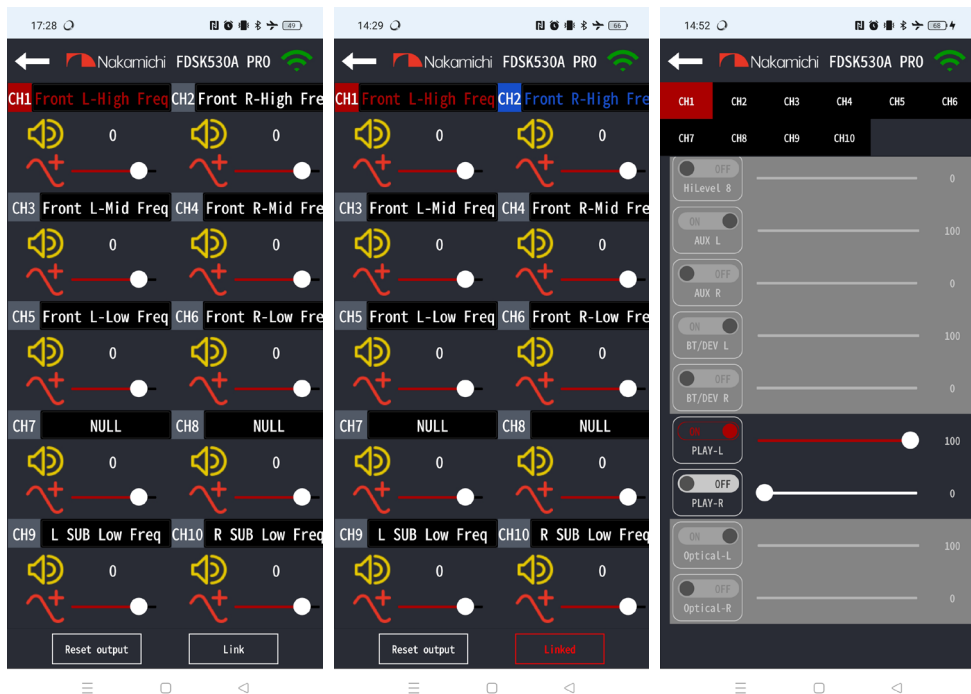 17:28 49
Nakamichi FDSK530A PRO
CH1 Front L-High Freq CH2 Front R-High Fre
0 0
CH3 Front L-Mid Freq CH4 Front R-Mid Fre
0 0
CH5 Front L-Low Freq CH6 Front R-Low Fre
0 0
CH7 NULL CH8 NULL
0 0
CH9 L SUB Low Freq CH10 R SUB Low Freq
0 0
Reset output Link
14:29 66
Nakamichi FDSK530A PRO
CH1 Front L-High Freq CH2 Front R-High Fre
0 0
CH3 Front L-Mid Freq CH4 Front R-Mid Fre
0 0
CH5 Front L-Low Freq CH6 Front R-Low Fre
0 0
CH7 NULL CH8 NULL
0 0
CH9 L SUB Low Freq CH10 R SUB Low Freq
0 0
Reset output Linked
14:52 68
Nakamichi FDSK530A PRO
CH1 CH2 CH3 CH4 CH5 CH6
CH7 CH8 CH9 CH10
OFF
HiLevel 8 0
ON
AUX L 100
OFF
AUX R 0
ON
BT/DEV L 100
OFF
BT/DEV R 0
ON
PLAY-L 100
OFF
PLAY-R 0
ON
Optical-L 100
OFF
Optical-R 0